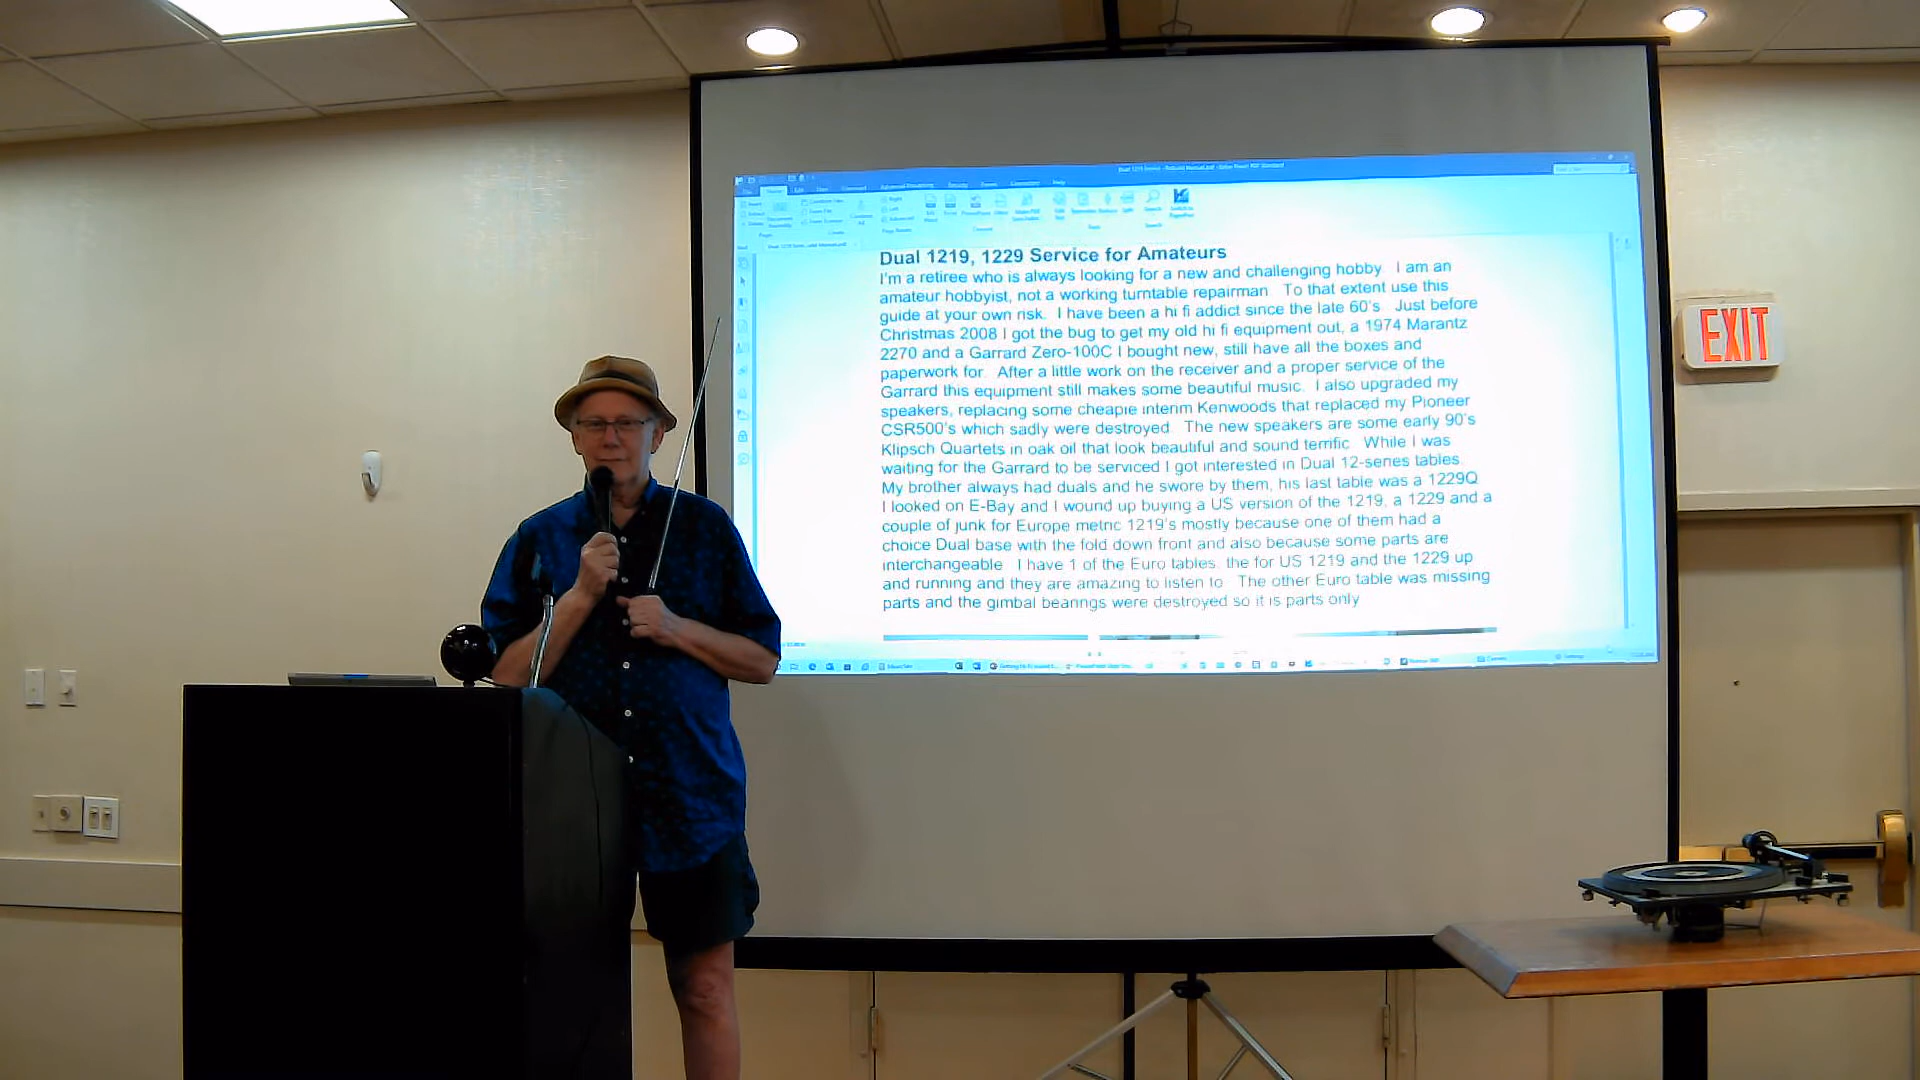 Dual 1219, 1229 Service for Amateurs
I'm a retiree who is always looking for a new and challenging hobby I am an
amateur hobbyist, not a working turntable repairman To that extent use this
guide at your own risk. I have been a hi fi addict since the late 60's Just before
Christmas 2008 I got the bug to get my old hi fi equipment out, a 1974 Marantz
2270 and a Garrard Zero-100C I bought new, still have all the boxes and
paperwork for. After a little work on the receiver and a proper service of the
Garrard this equipment still makes some beautiful music. I also upgraded my
speakers, replacing some cheapie interim Kenwoods that replaced my Pioneer
CSR500's which sadly were destroyed The new speakers are some early 90's
Klipsch Quartets in oak oil that look beautiful and sound terrific While I was
waiting for the Garrard to be serviced I got interested in Dual 12-series tables.
My brother always had duals and he swore by them, his last table was a 1229Q
I looked on E-Bay and I wound up buying a US version of the 1219, a 1229 and a
couple of junk for Europe metric 1219's mostly because one of them had a
choice Dual base with the fold down front and also because some parts are
interchangeable I have 1 of the Euro tables, the for US 1219 and the 1229 up
and running and they are amazing to listen to The other Euro table was missing
parts and the gimbal bearings were destroyed so it is parts only
EXIT